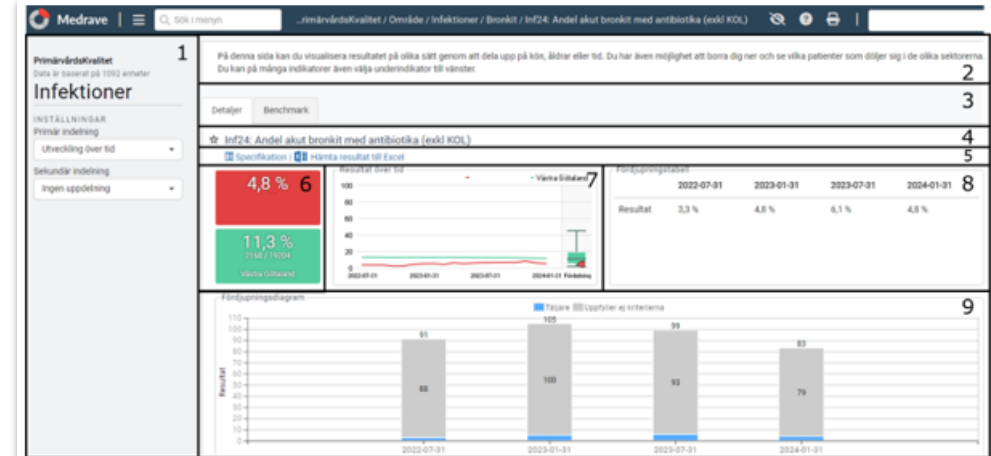 Medrave
Sök i menyn
...rimärvårdsKvalitet / Område / Infektioner / Bronkit / Inf24: Andel akut bronkit med antibiotika (exkl KOL)
1
PrimärvårdsKvalitet
Data är baserat på 1092 enheter
Infektioner
INSTÄLLNINGAR
Primär indelning
Utveckling över tid
Sekundär indelning
Ingen uppdelning
På denna sida kan du visualisera resultatet på olika sätt genom att dela upp på kön, åldrar eller tid. Du har även möjlighet att borra dig ner och se vilka patienter som döljer sig i de olika sektorerna.
Du kan på många indikatorer även välja underindikator till vänster.
2
Detaljer Benchmark
3
Inf24: Andel akut bronkit med antibiotika (exkl KOL)
4
Specifikation | Hämta resultat till Excel
5
4,8 %
6
11,3 %
2168 / 19204
Västra Götaland
Resultat över tid
- Västra Götaland
7
100
80
60
40
20
0
2022-07-31 2023-01-31 2023-07-31 2024-01-31 Fördelning
Fördjupningstabell
8
2022-07-31 2023-01-31 2023-07-31 2024-01-31
Resultat 3,3 % 4,8 % 6,1 % 4,8 %
Fördjupningsdiagram
9
Täljare Uppfyller ej kriterierna
Resultat
110
100
90
80
70
60
50
40
30
20
10
0
91 105 99 83
88 100 93 79
2022-07-31 2023-01-31 2023-07-31 2024-01-31